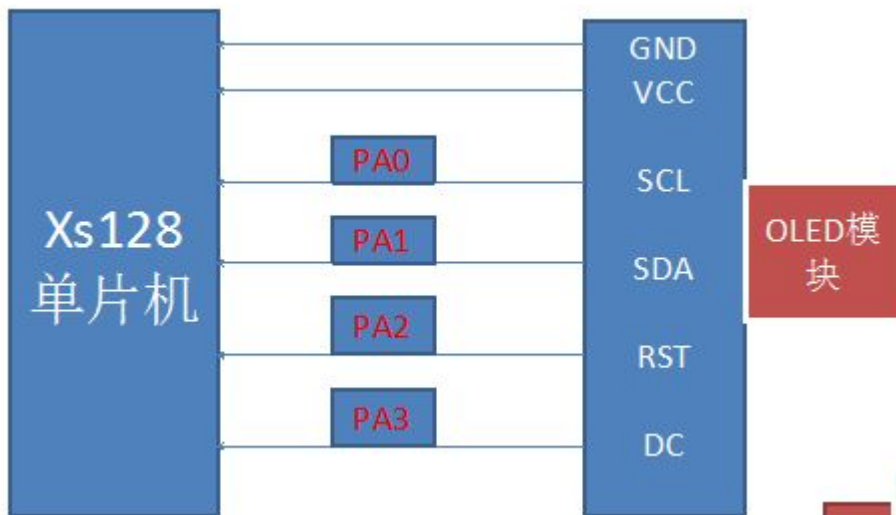 Xs128
单片机
PA0
PA1
PA2
PA3
GND
VCC
SCL
SDA
RST
DC
OLED模
块